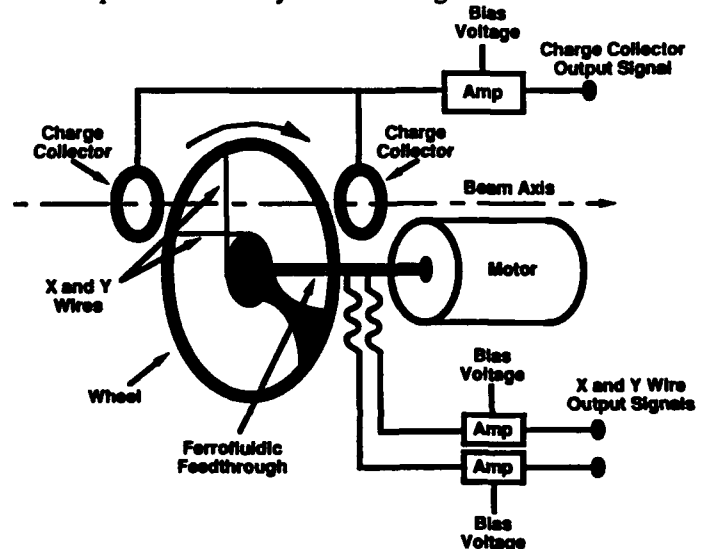 Bias
Voltage
Charge Collector
Output Signal
Amp
Charge
Collector
Charge
Collector
Beam Axis
X and Y
Wires
Motor
Wheel
Bias
Voltage
X and Y Wire
Output Signals
Amp
Ferrofluidic
Feedthrough
Amp
Bias
Voltage